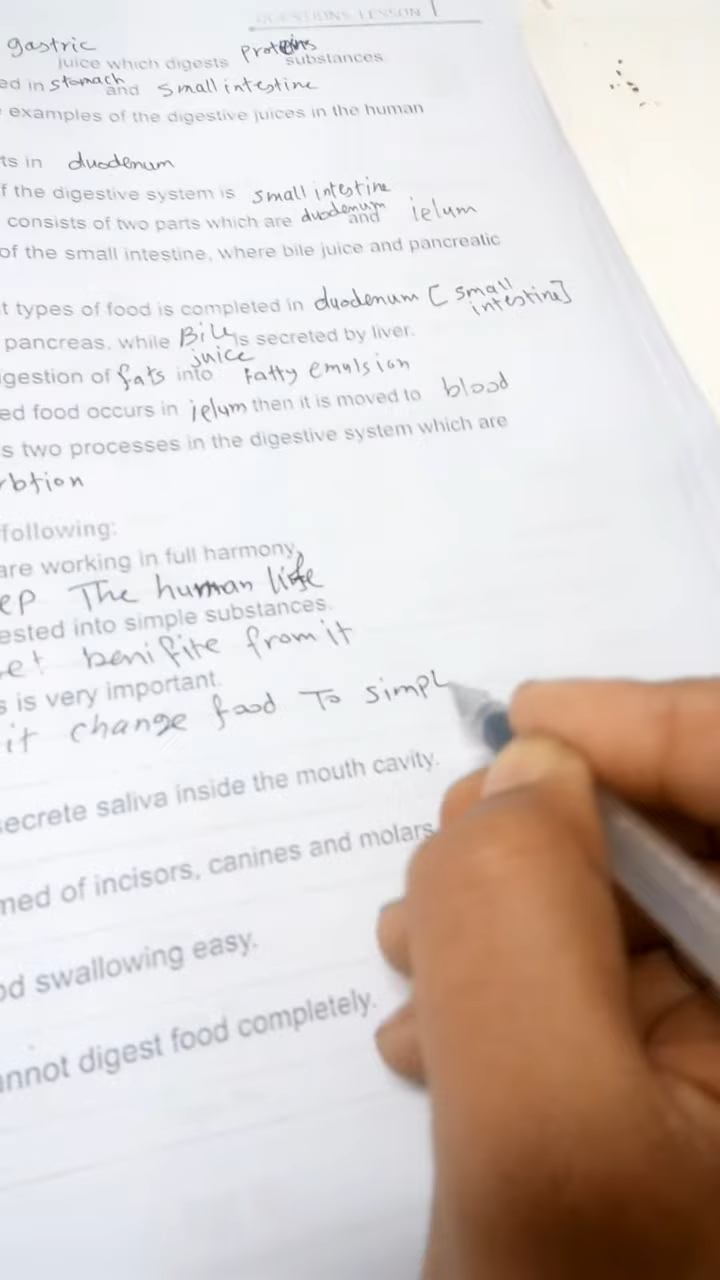 QUESTIONS LESSON 1
gastric juice which digests proteins substances
ed in stomach and small intestine
examples of the digestive juices in the human
ts in duodenum
f the digestive system is small intestine
consists of two parts which are duodenum and ielum
of the small intestine, where bile juice and pancreatic
t types of food is completed in duodenum [small intestine]
pancreas, while Bile juice is secreted by liver.
igestion of fats into Fatty emulsion
ed food occurs in ielum then it is moved to blood
s two processes in the digestive system which are
rbtion
following:
are working in full harmony,
ep The human life
ested into simple substances.
et benifite from it
s is very important.
it change food To simpl
ecrete saliva inside the mouth cavity.
med of incisors, canines and molars
od swallowing easy.
annot digest food completely.